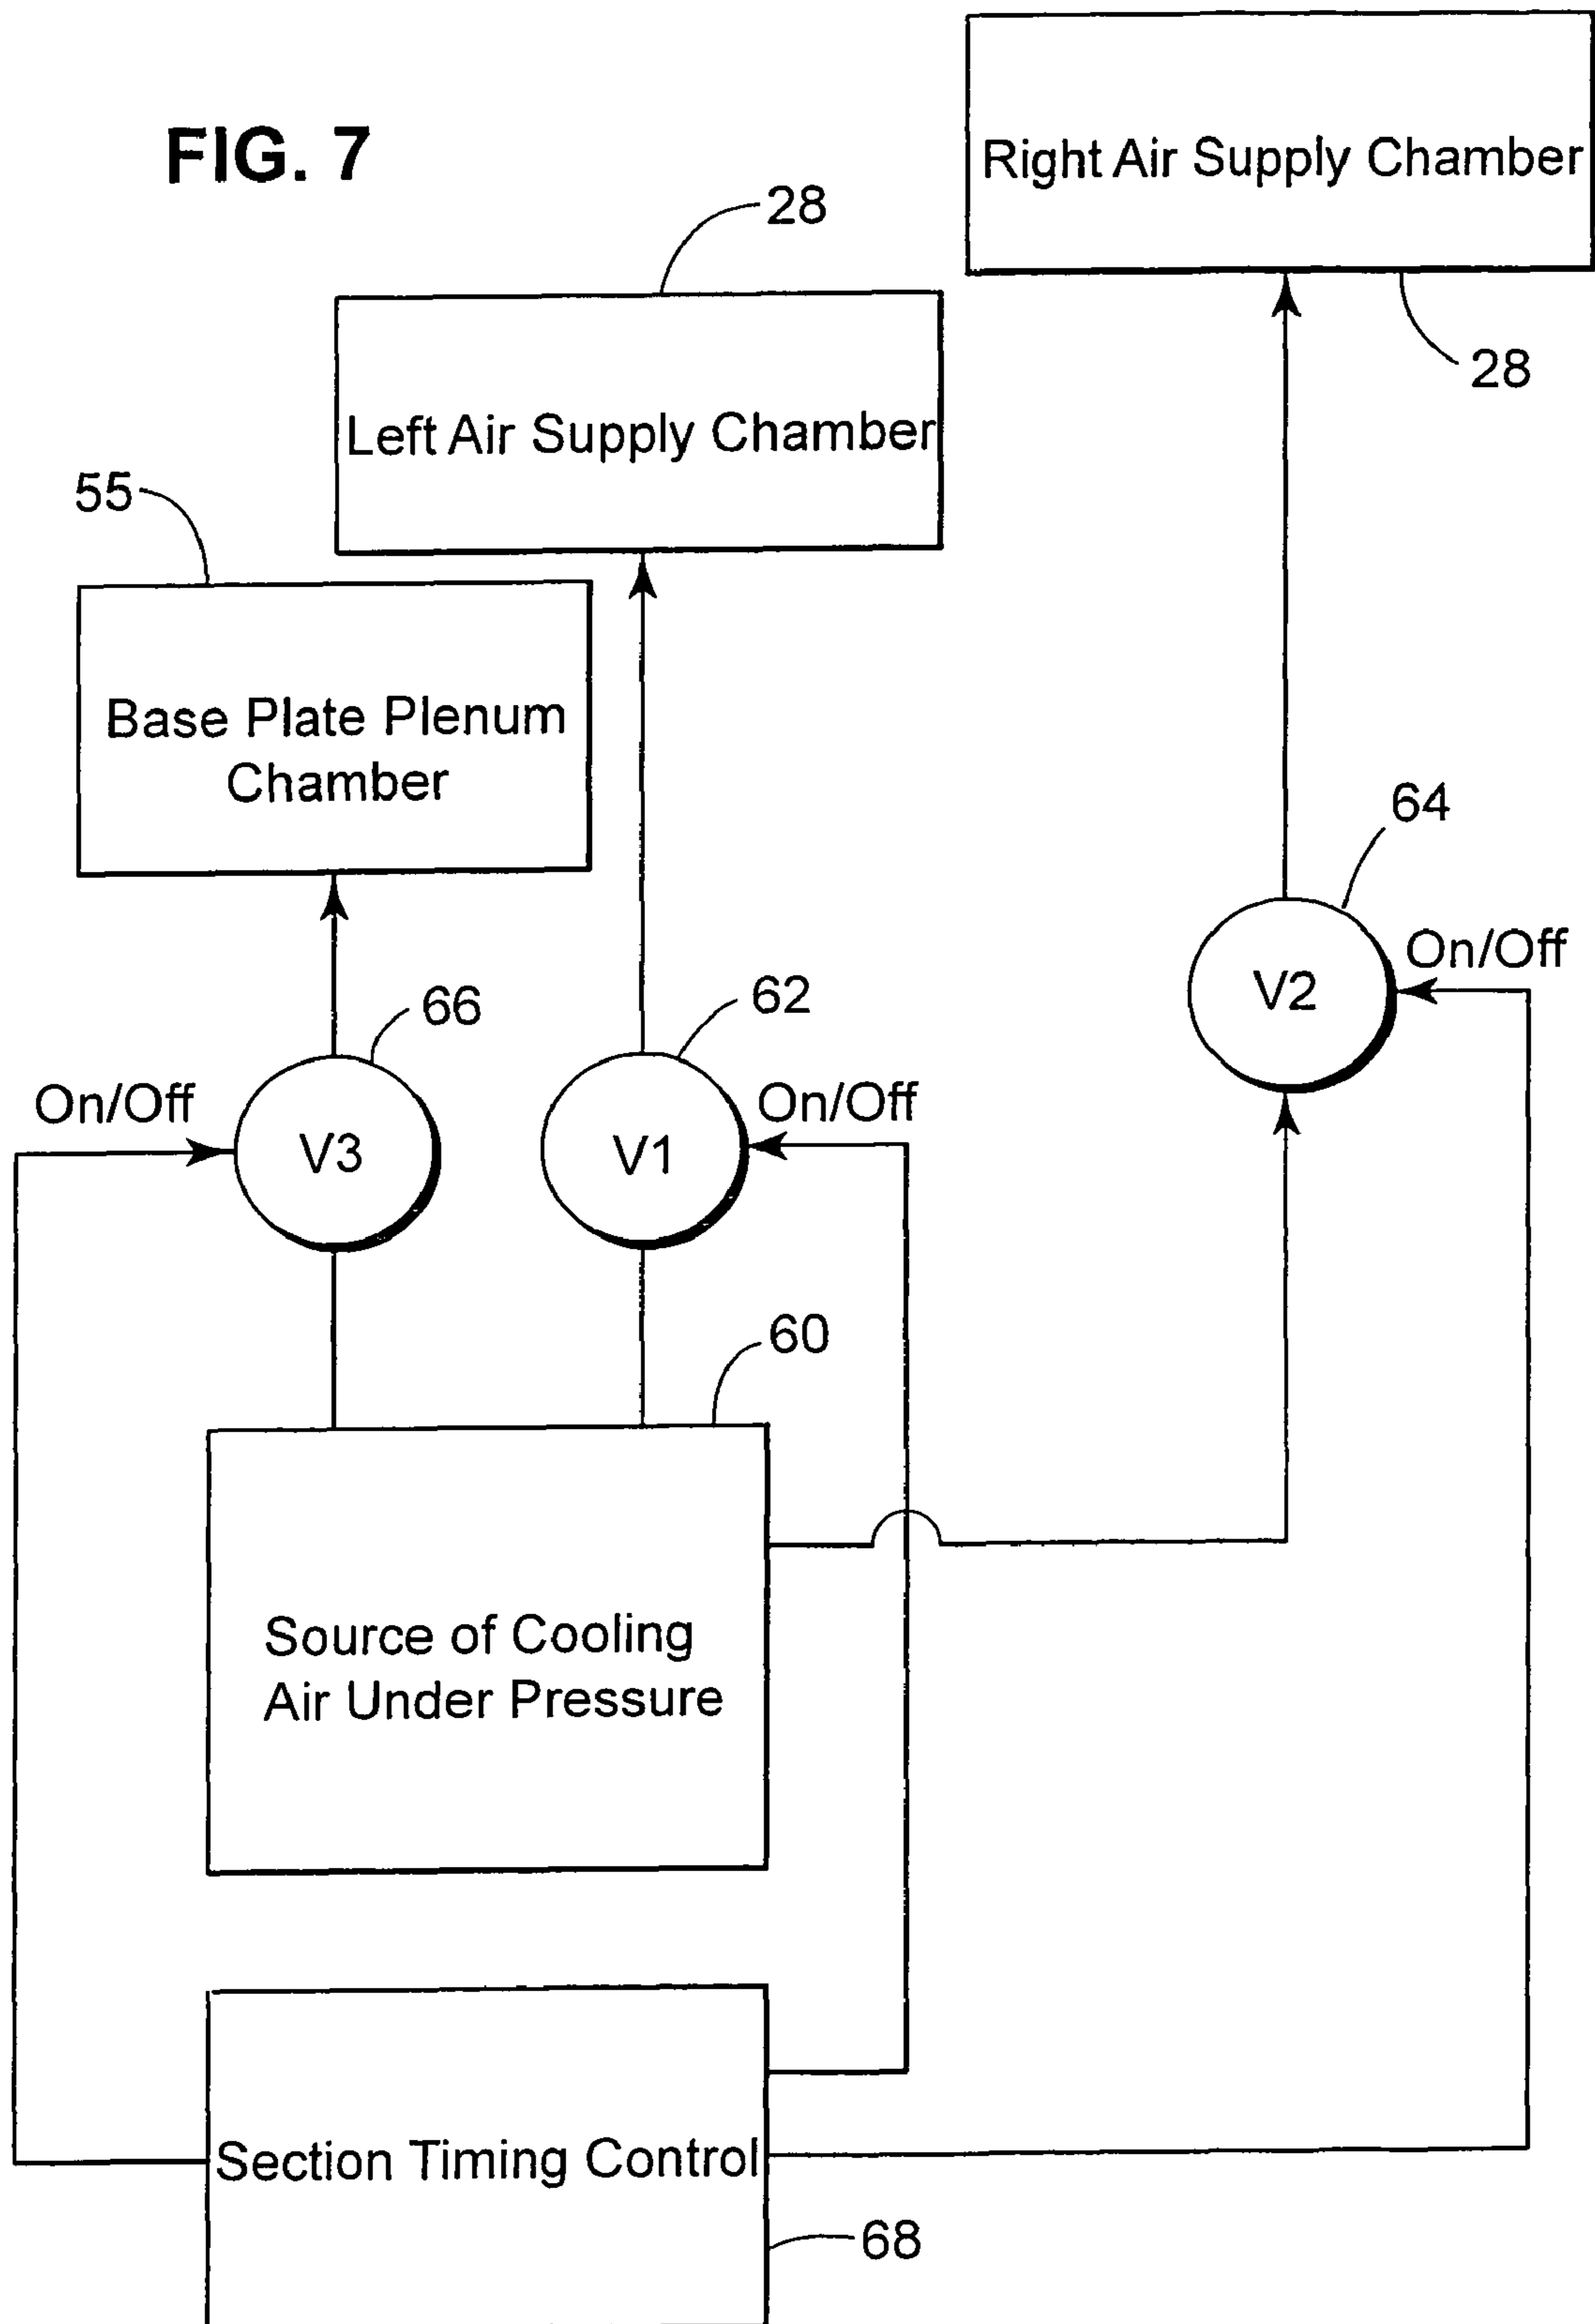 FIG. 7
Right Air Supply Chamber
28
28
Left Air Supply Chamber
55
Base Plate Plenum
Chamber
64
On/Off
V2
66
62
On/Off
V3
On/Off
V1
60
Source of Cooling
Air Under Pressure
Section Timing Control
68